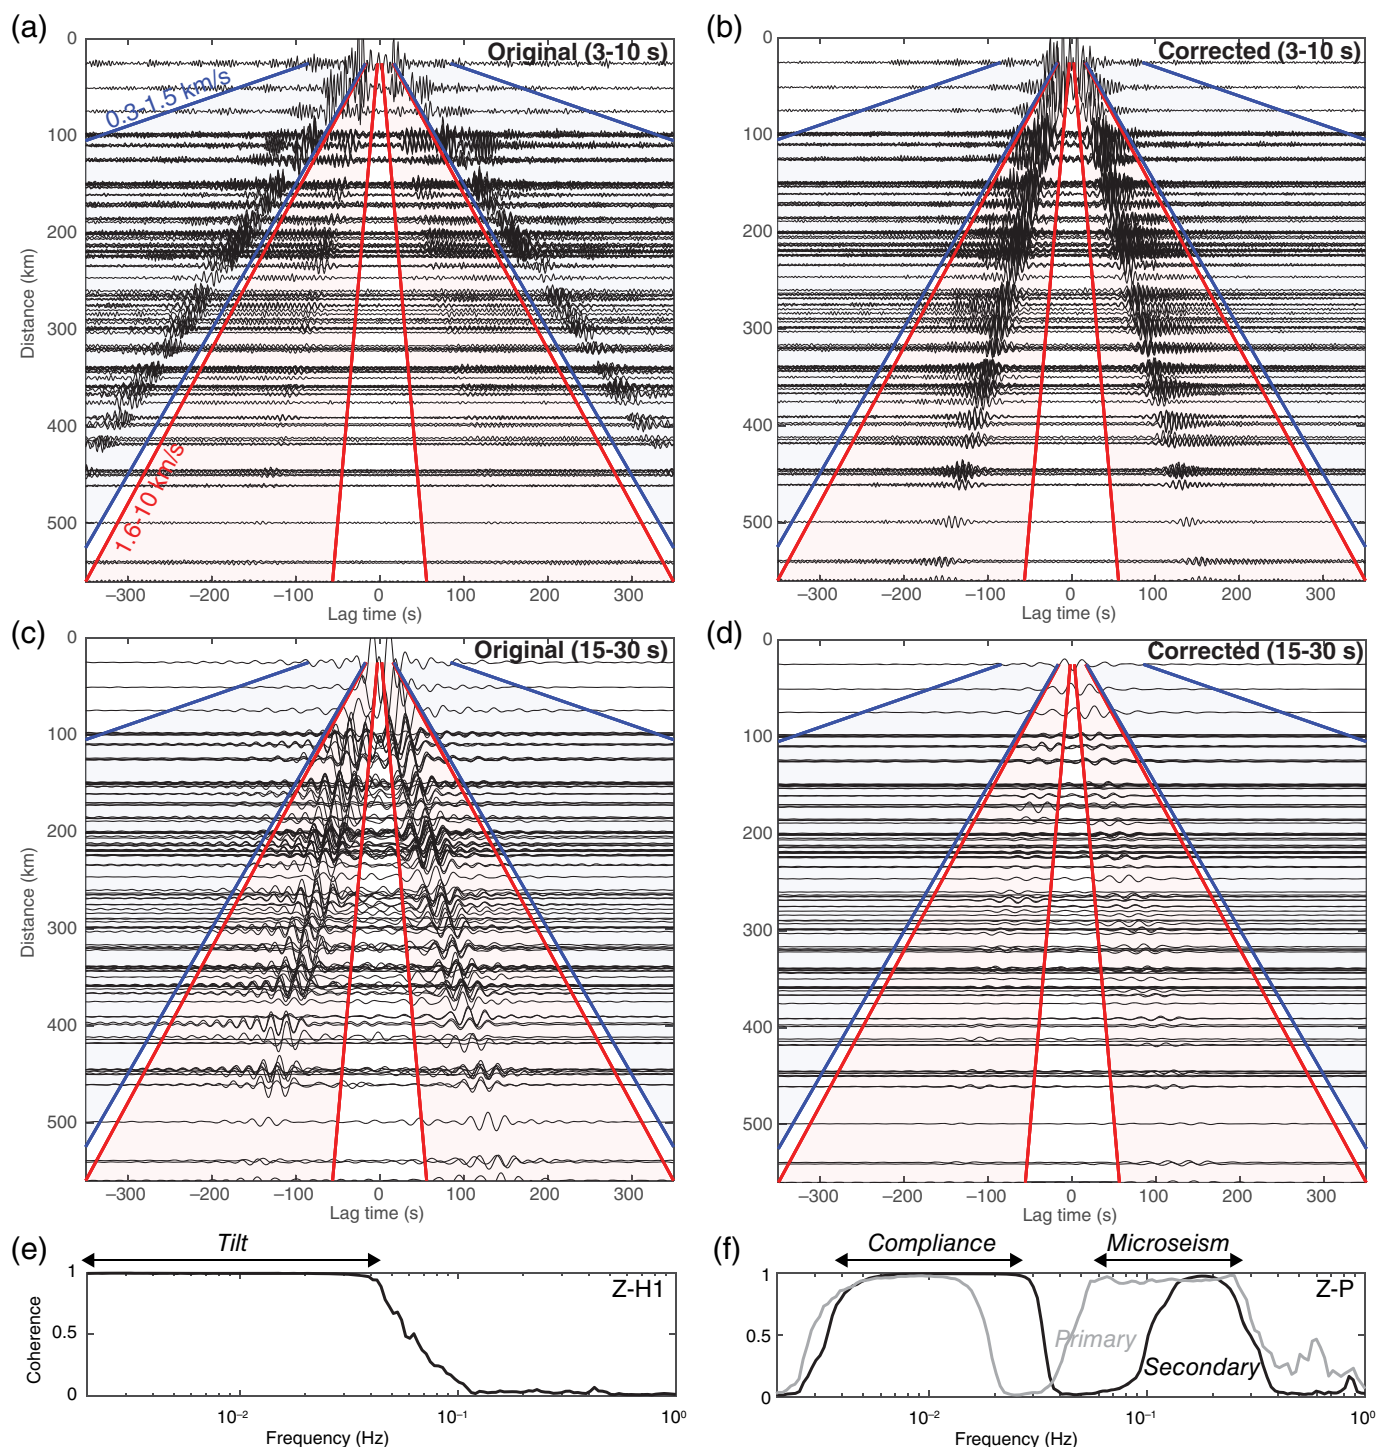 (a)
Original (3-10 s)
0.3-1.5 km/s
1.6-10 km/s
0
100
200
300
400
500
Distance (km)
−300 −200 −100 0 100 200 300
Lag time (s)
(b)
Corrected (3-10 s)
0
100
200
300
400
500
−300 −200 −100 0 100 200 300
Lag time (s)
(c)
Original (15-30 s)
0
100
200
300
400
500
Distance (km)
−300 −200 −100 0 100 200 300
Lag time (s)
(d)
Corrected (15-30 s)
0
100
200
300
400
500
−300 −200 −100 0 100 200 300
Lag time (s)
(e)
Tilt
Z-H1
1
0.5
0
Coherence
10⁻² 10⁻¹ 10⁰
Frequency (Hz)
(f)
Compliance Microseism
Z-P
Primary
Secondary
1
0.5
0
10⁻² 10⁻¹ 10⁰
Frequency (Hz)